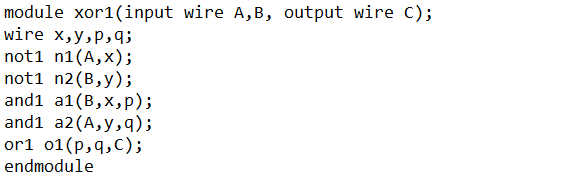 module xor1(input wire A,B, output wire C);
wire x,y,p,q;
not1 n1(A,x);
not1 n2(B,y);
and1 a1(B,x,p);
and1 a2(A,y,q);
or1 o1(p,q,C);
endmodule